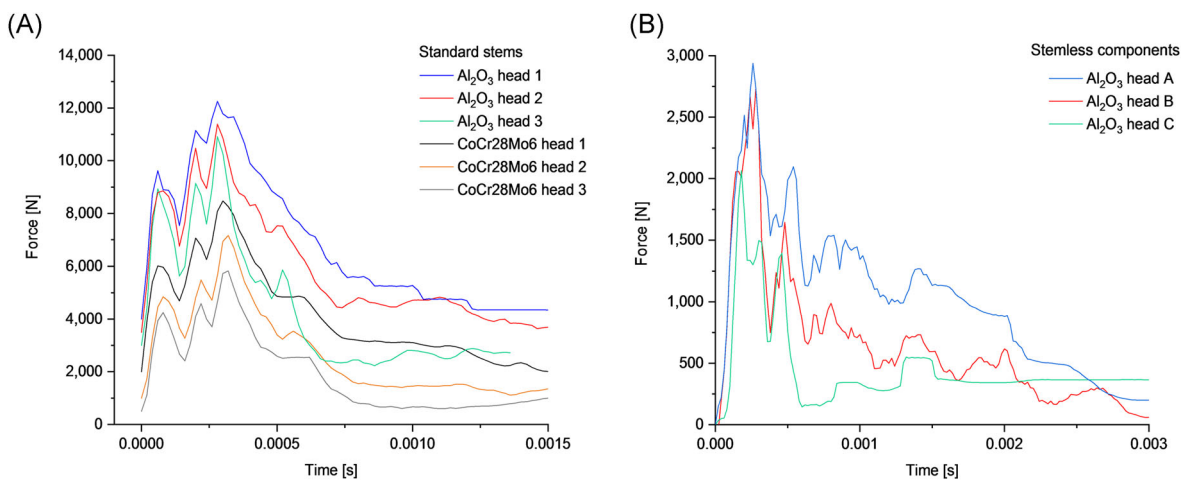 (A)
Standard stems
Al₂O₃ head 1
Al₂O₃ head 2
Al₂O₃ head 3
CoCr28Mo6 head 1
CoCr28Mo6 head 2
CoCr28Mo6 head 3
Force [N]
14,000
12,000
10,000
8,000
6,000
4,000
2,000
0
0.0000
0.0005
0.0010
0.0015
Time [s]
(B)
Stemless components
Al₂O₃ head A
Al₂O₃ head B
Al₂O₃ head C
Force [N]
3,000
2,500
2,000
1,500
1,000
500
0
0.000
0.001
0.002
0.003
Time [s]